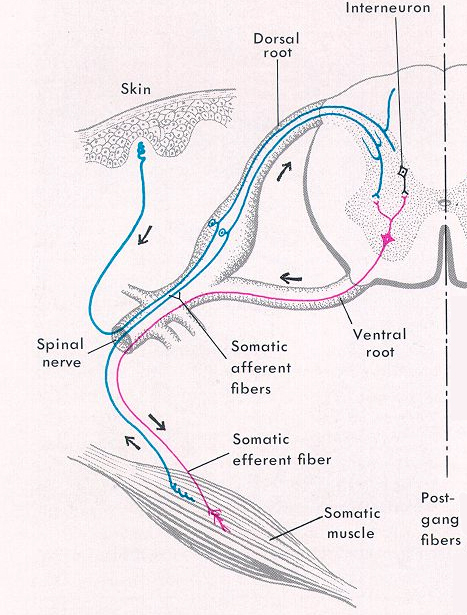 Interneuron
Dorsal
root
Skin
Spinal
nerve
Somatic
afferent
fibers
Ventral
root
Somatic
efferent fiber
Somatic
muscle
Post-
gang
fibers